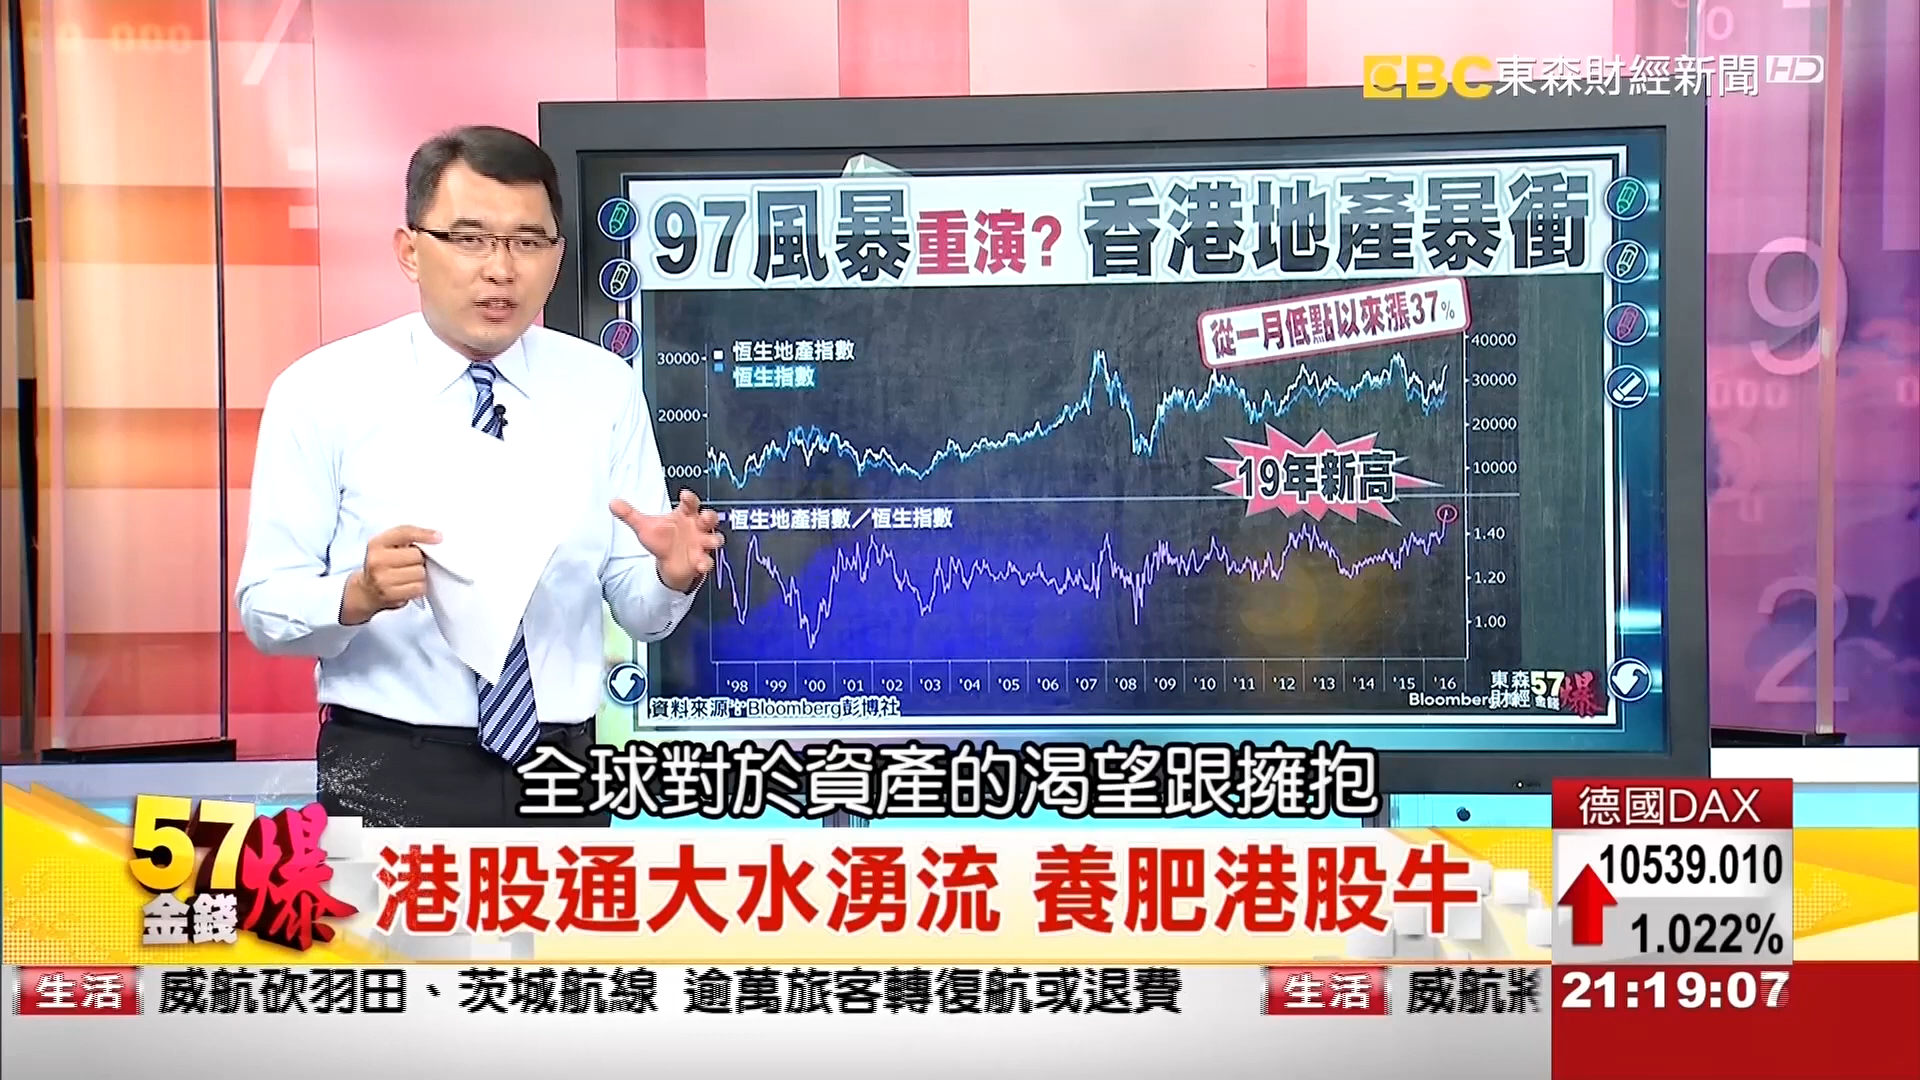 EBC東森財經新聞HD
97風暴重演? 香港地產暴衝
從一月低點以來漲37%
恆生地產指數
恆生指數
30000
20000
10000
40000
30000
20000
10000
19年新高
恆生地產指數／恆生指數
1.40
1.20
1.00
'98 '99 '00 '01 '02 '03 '04 '05 '06 '07 '08 '09 '10 '11 '12 '13 '14 '15 '16
資料來源：Bloomberg彭博社
Bloomberg
東森財經 57金錢爆
全球對於資產的渴望跟擁抱
57金錢爆
港股通大水湧流 養肥港股牛
德國DAX
10539.010
1.022%
生活 威航砍羽田、茨城航線 逾萬旅客轉復航或退費 生活 威航將
21:19:07